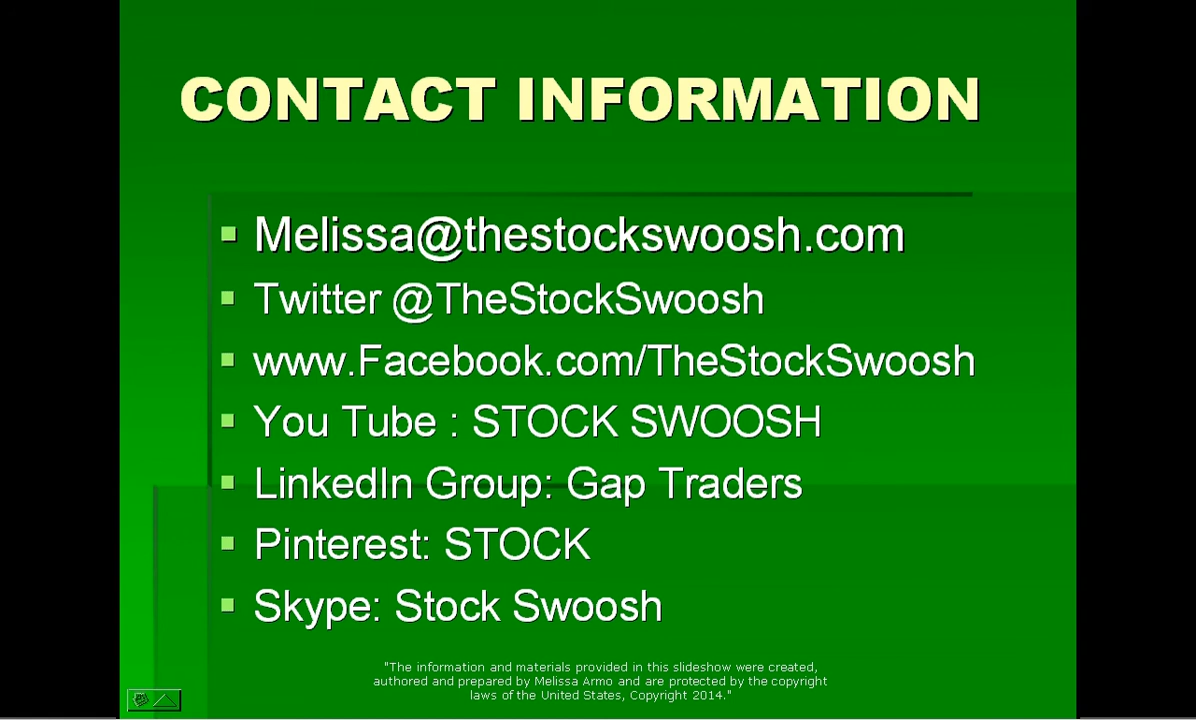 CONTACT INFORMATION
Melissa@thestockswoosh.com
Twitter @TheStockSwoosh
www.Facebook.com/TheStockSwoosh
You Tube : STOCK SWOOSH
LinkedIn Group: Gap Traders
Pinterest: STOCK
Skype: Stock Swoosh
"The information and materials provided in this slideshow were created,
authored and prepared by Melissa Armo and are protected by the copyright
laws of the United States, Copyright 2014."